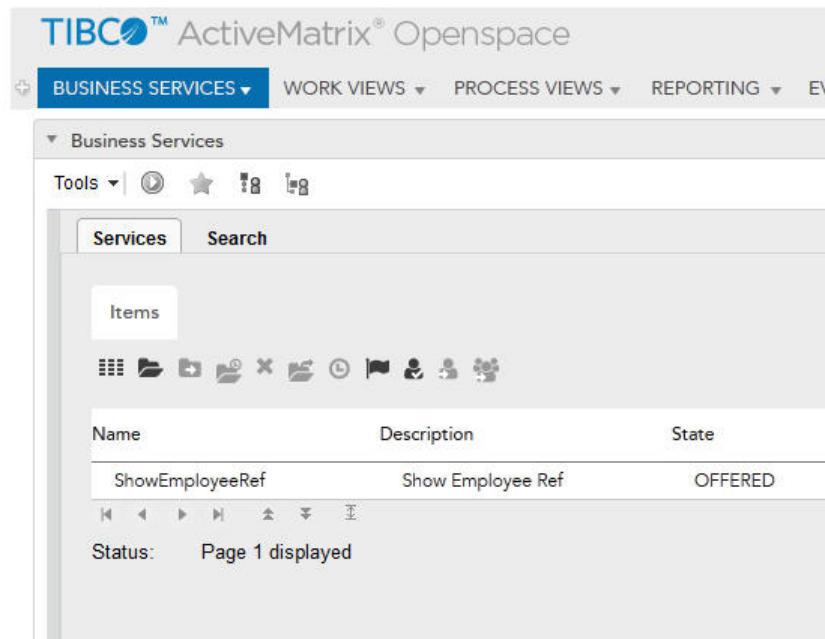 TIBCO™ ActiveMatrix® Openspace
BUSINESS SERVICES WORK VIEWS PROCESS VIEWS REPORTING EV
Business Services
Tools
Services Search
Items
Name Description State
ShowEmployeeRef Show Employee Ref OFFERED
Status: Page 1 displayed